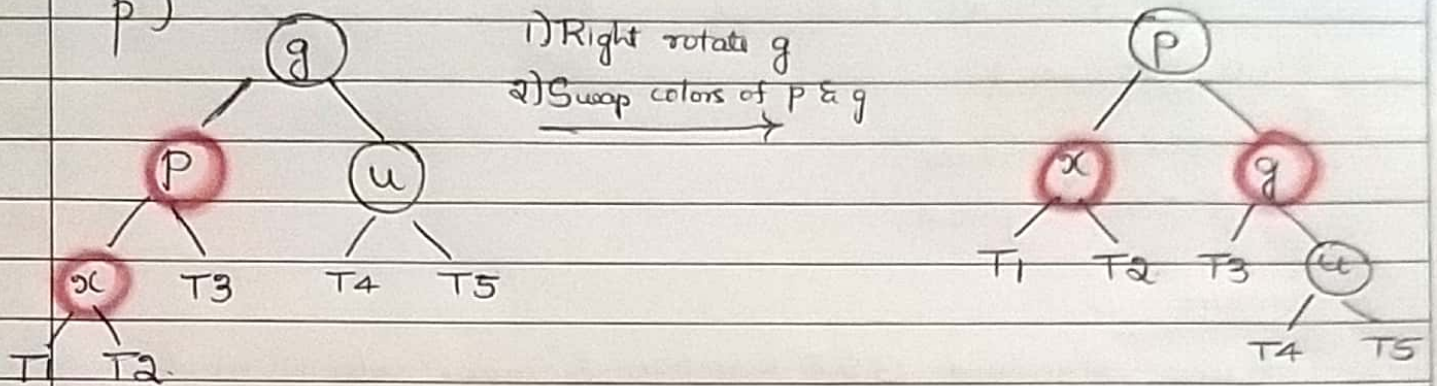 p)
g
1) Right rotate g
2) Swap colors of P & g
P
x
g
P
u
x
T3
T4
T5
T1
T2
T3
u
T1
T2.
T4
T5